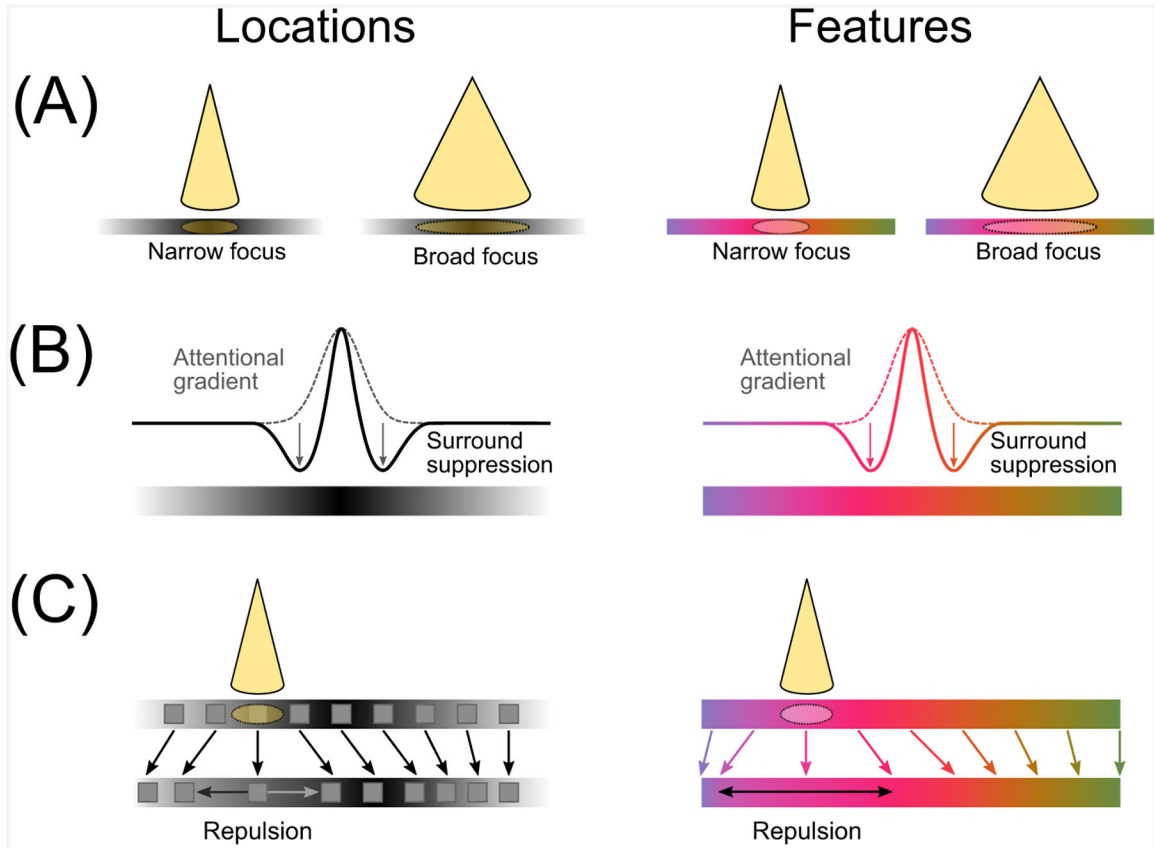 Locations
Features
(A)
Narrow focus
Broad focus
Narrow focus
Broad focus
(B)
Attentional
gradient
Surround
suppression
Attentional
gradient
Surround
suppression
(C)
Repulsion
Repulsion